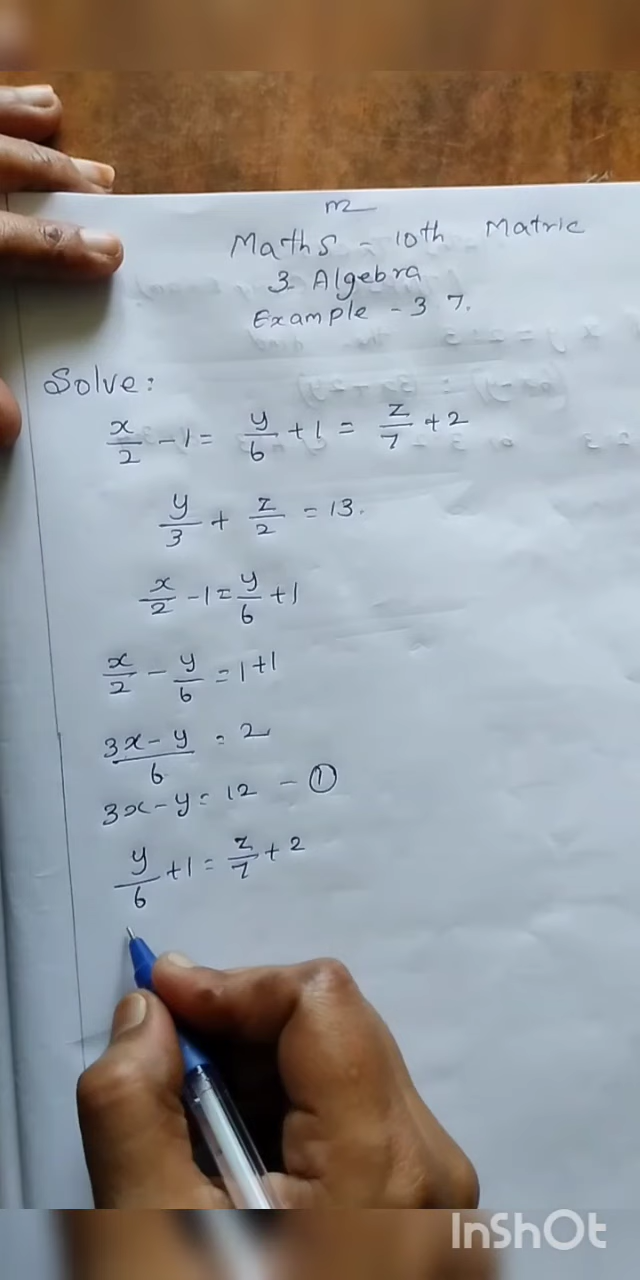 m2
Maths - 10th Matric
3. Algebra
Example - 3.7.
Solve:
x/2 - 1 = y/6 + 1 = z/7 + 2
y/3 + z/2 = 13.
x/2 - 1 = y/6 + 1
x/2 - y/6 = 1+1
3x-y/6 = 2
3x-y = 12 - ①
y/6 + 1 = z/7 + 2
InShOt